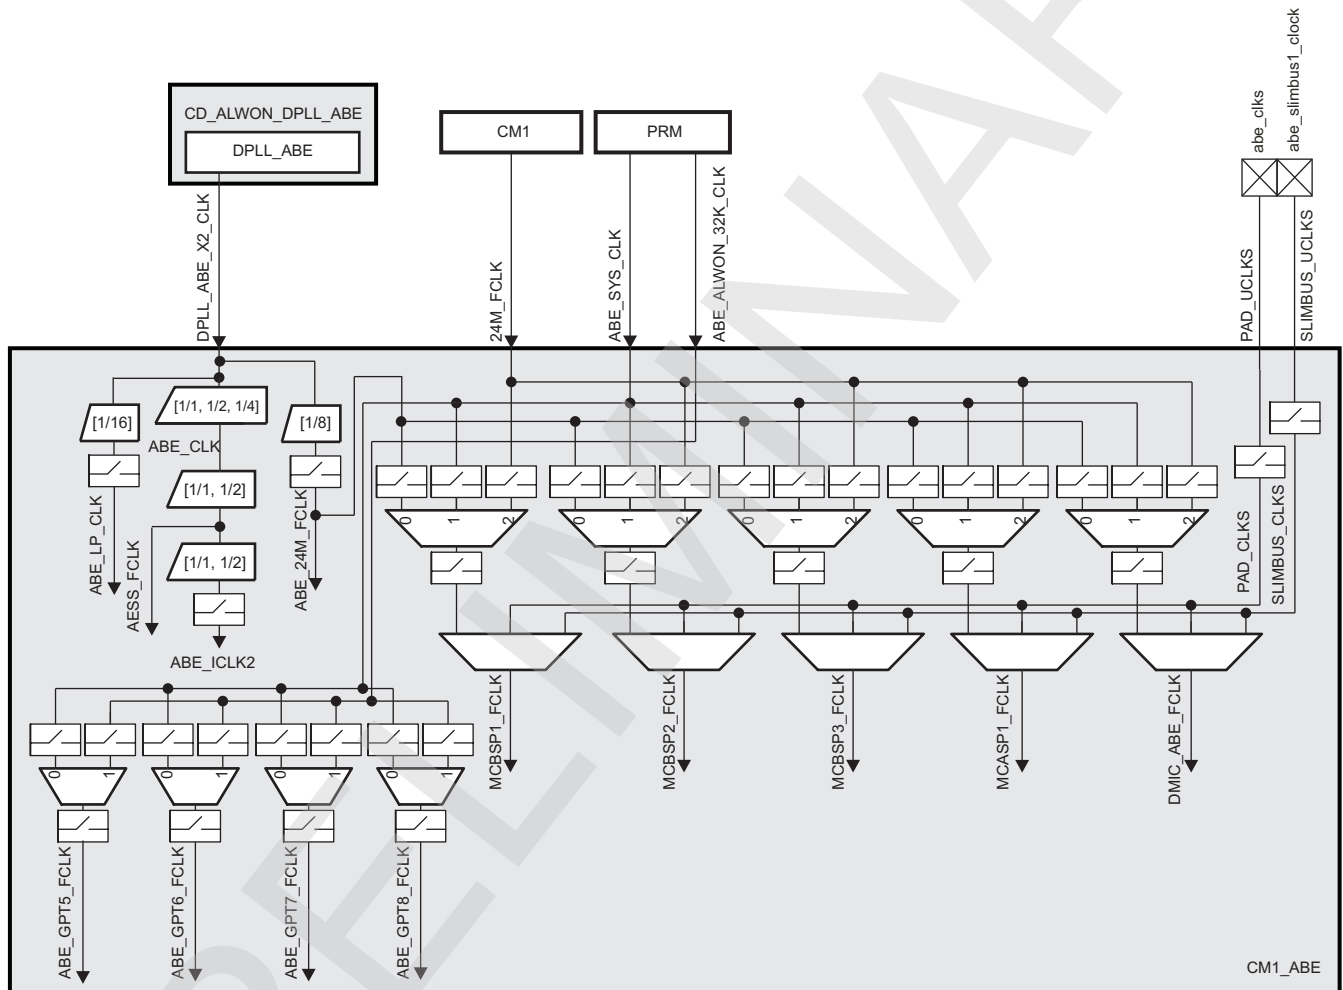 abe_clks
abe_slimbus1_clock
CD_ALWON_DPLL_ABE
DPLL_ABE
CM1
PRM
DPLL_ABE_X2_CLK
24M_FCLK
ABE_SYS_CLK
ABE_ALWON_32K_CLK
PAD_UCLKS
SLIMBUS_UCLKS
[1/16]
[1/1, 1/2, 1/4]
[1/8]
ABE_CLK
[1/1, 1/2]
[1/1, 1/2]
ABE_LP_CLK
AESS_FCLK
ABE_24M_FCLK
ABE_ICLK2
0 1 2
0 1 2
0 1 2
0 1 2
0 1 2
PAD_CLKS
SLIMBUS_CLKS
MCBSP1_FCLK
MCBSP2_FCLK
MCBSP3_FCLK
MCASP1_FCLK
DMIC_ABE_FCLK
0 1
0 1
0 1
0 1
ABE_GPT5_FCLK
ABE_GPT6_FCLK
ABE_GPT7_FCLK
ABE_GPT8_FCLK
CM1_ABE